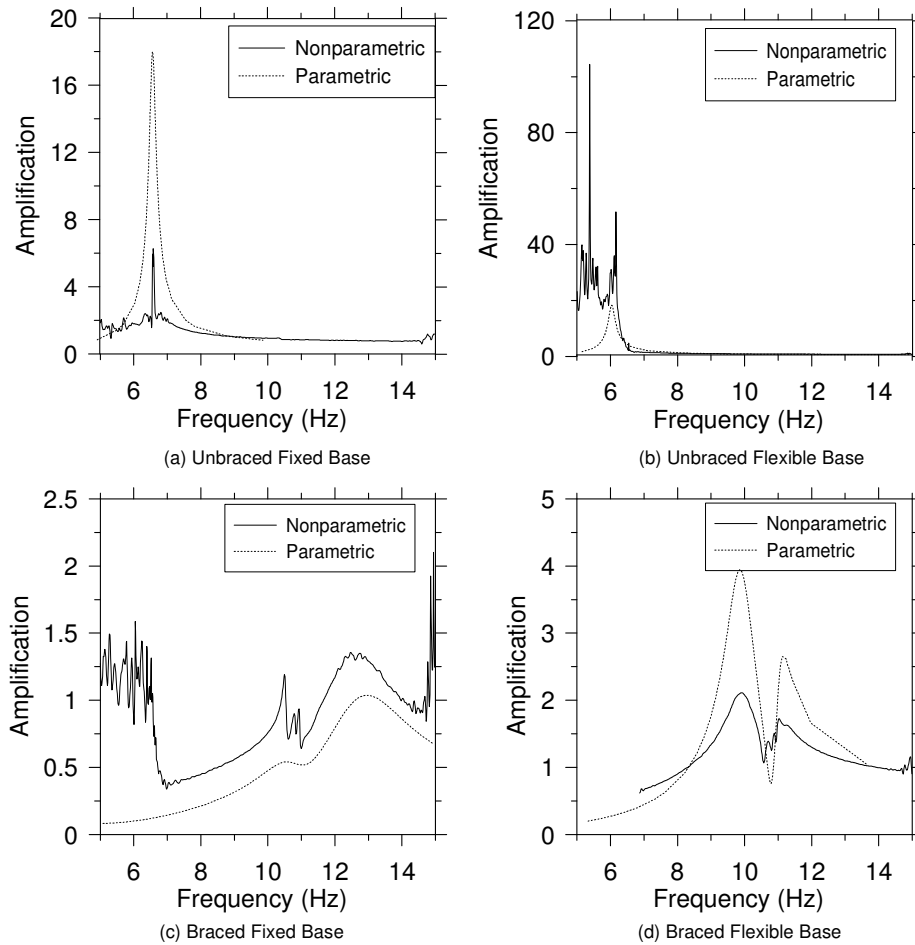 20
16
12
8
4
0
Amplification
Nonparametric
Parametric
6 8 10 12 14
Frequency (Hz)
(a) Unbraced Fixed Base
120
80
40
0
Amplification
Nonparametric
Parametric
6 8 10 12 14
Frequency (Hz)
(b) Unbraced Flexible Base
2.5
2
1.5
1
0.5
0
Amplification
Nonparametric
Parametric
6 8 10 12 14
Frequency (Hz)
(c) Braced Fixed Base
5
4
3
2
1
0
Amplification
Nonparametric
Parametric
6 8 10 12 14
Frequency (Hz)
(d) Braced Flexible Base